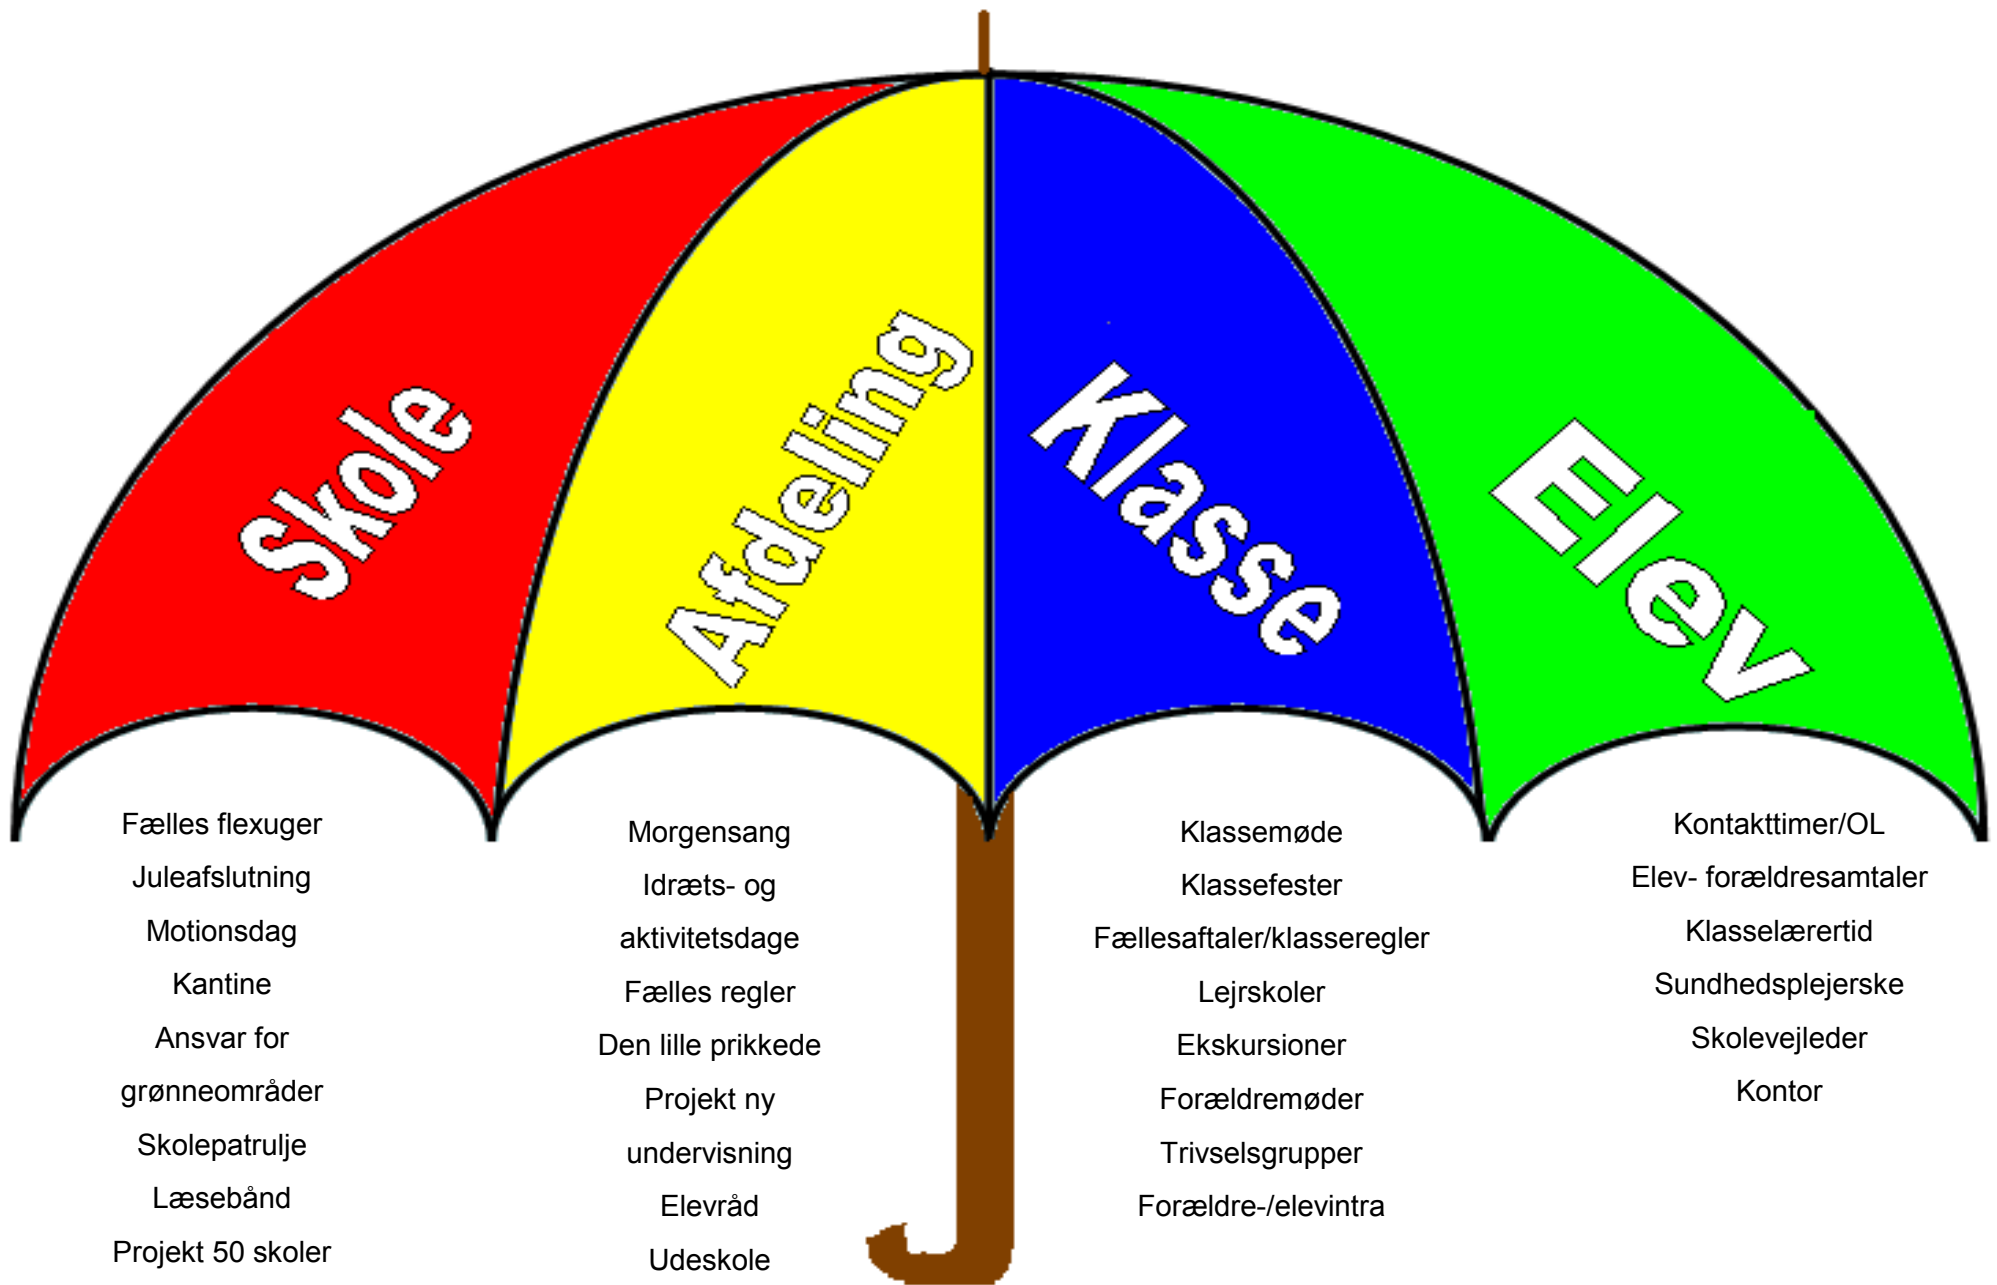 Skole
Afdeling
Klasse
Elev
Fælles flexuger
Juleafslutning
Motionsdag
Kantine
Ansvar for
grønneområder
Skolepatrulje
Læsebånd
Projekt 50 skoler
Morgensang
Idræts- og
aktivitetsdage
Fælles regler
Den lille prikkede
Projekt ny
undervisning
Elevråd
Udeskole
Klassemøde
Klassefester
Fællesaftaler/klasseregler
Lejrskoler
Ekskursioner
Forældremøder
Trivselsgrupper
Forældre-/elevintra
Kontakttimer/OL
Elev- forældresamtaler
Klasselærertid
Sundhedsplejerske
Skolevejleder
Kontor